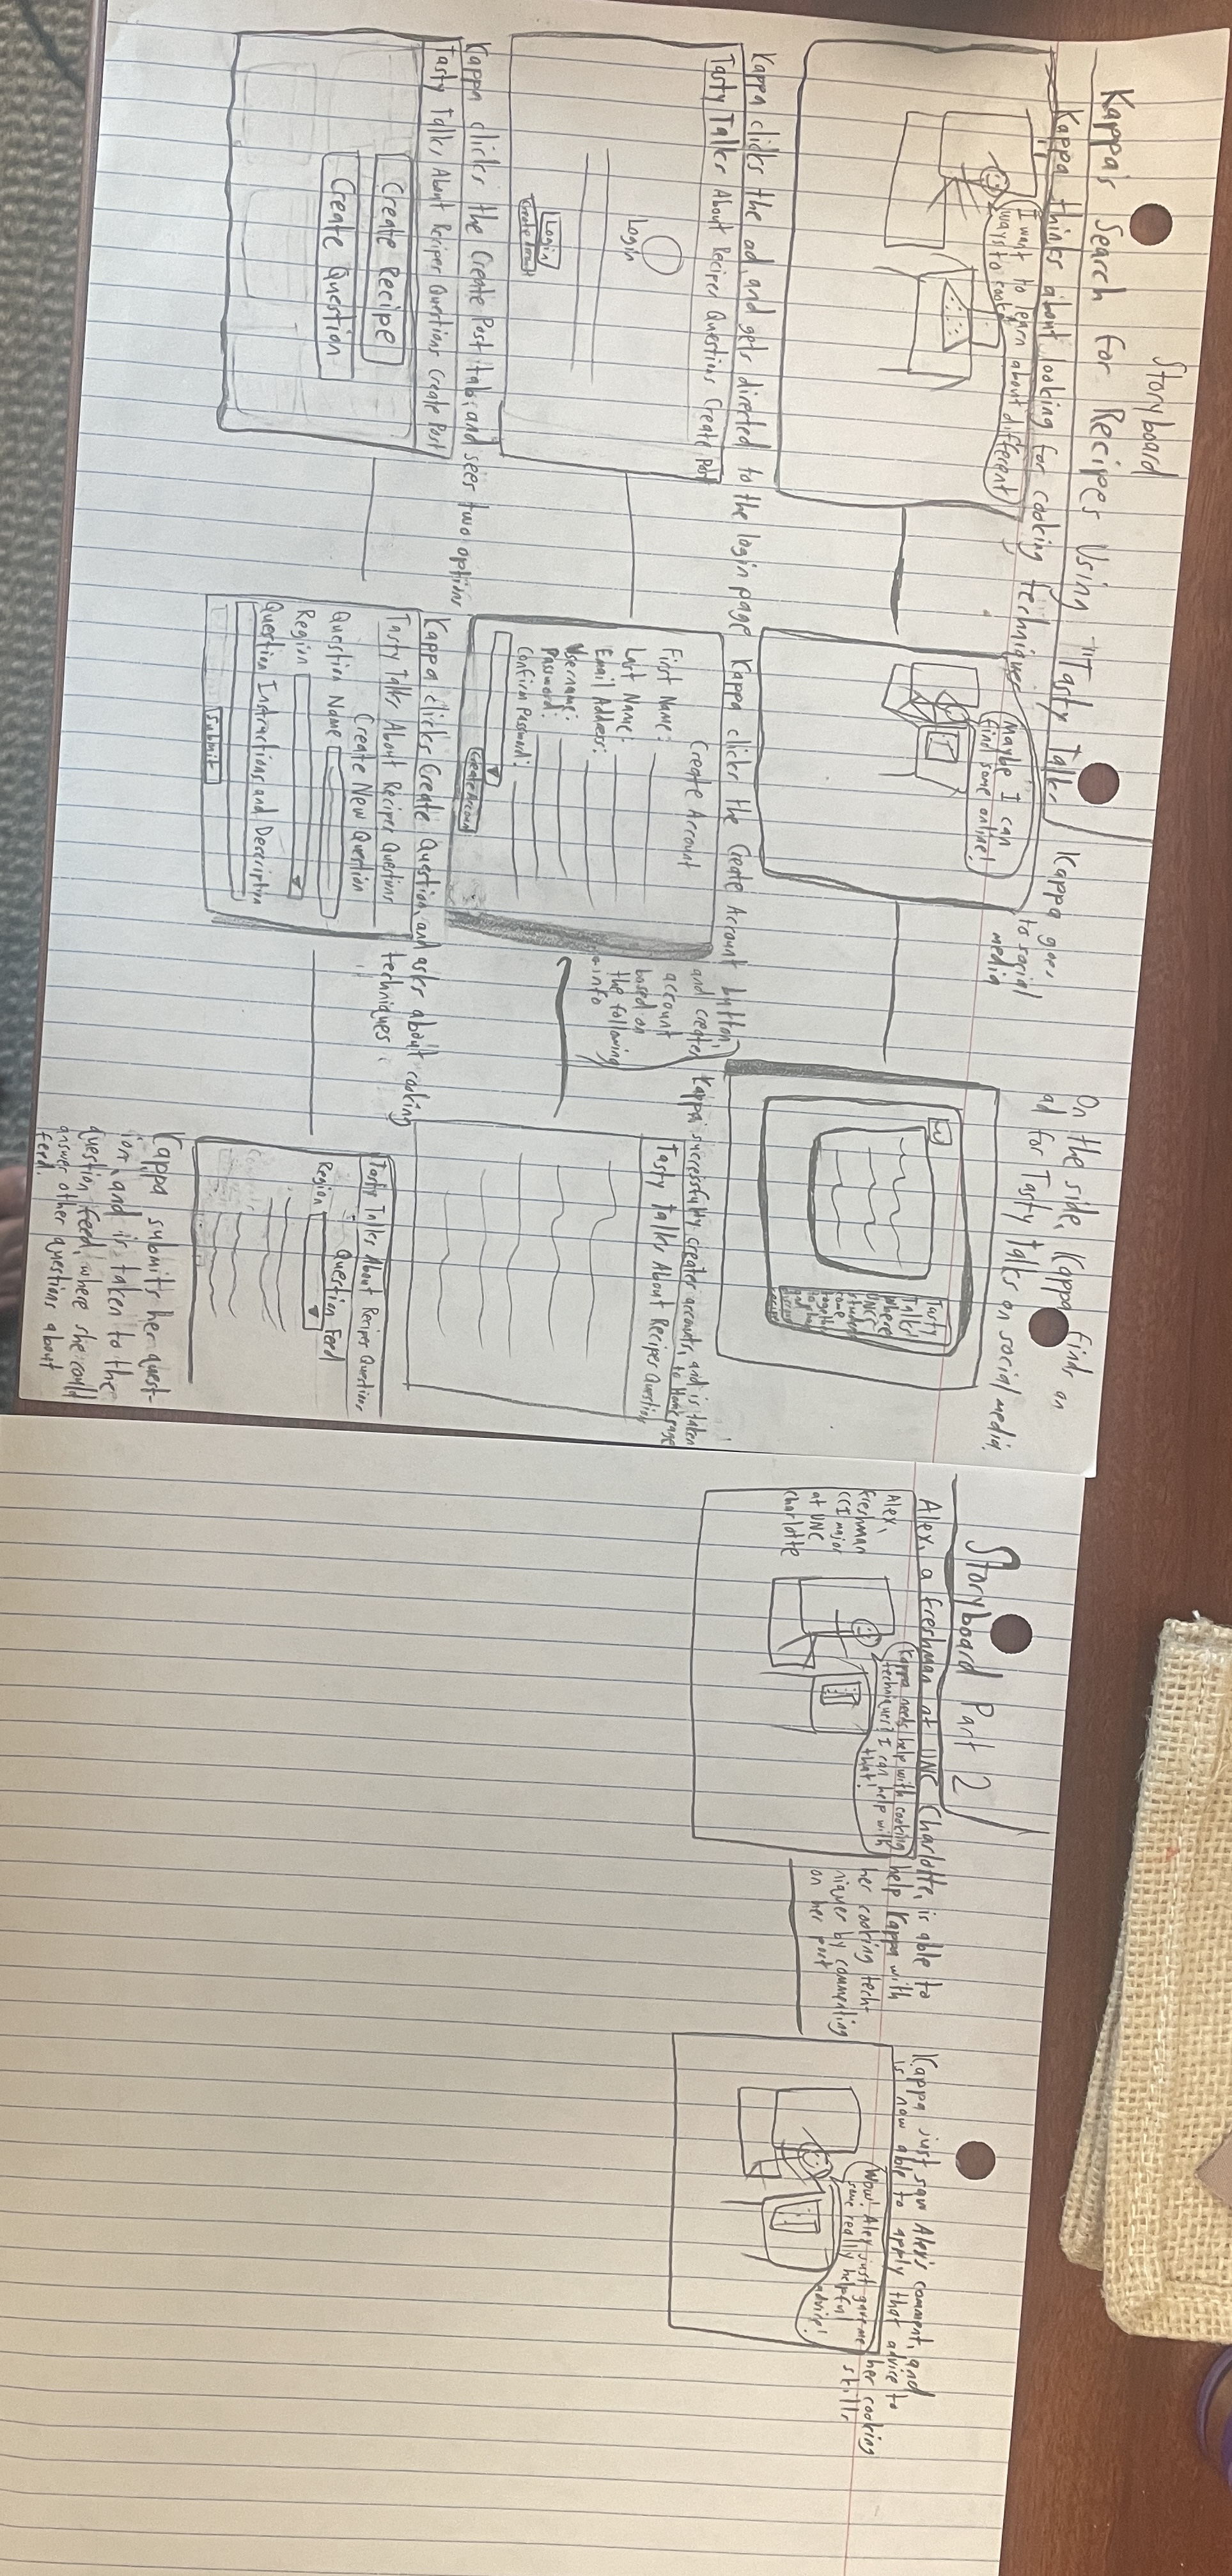 Storyboard
Kappa's Search for Recipes Using Tasty Talks
Kappa thinks about looking for cooking techniques
I want to learn about different
ways to cook!
Kappa goes
to social
media
Maybe I can
find some online!
On the side, Kappa finds an
ad for Tasty Talks on social media.
Tasty
Talks!
Where
UNCC
students
come
together
Kappa clicks the ad, and gets directed to the login page
Tasty Talks About Recipes Questions Create Post
Login
Login
Create Account
Kappa clicks the Create Account button,
and creates
account
based on
the following
info
Create Account
First Name:
Last Name:
Email Address:
Username:
Password:
Confirm Password:
Create Account
Kappa successfully creates account, and is taken
to Homepage
Tasty Talks About Recipes Question
Kappa clicks the Create Post tab, and sees two options
Tasty Talks About Recipes Questions Create Post
Create Recipe
Create Question
Kappa clicks Create Question, and asks about cooking
techniques.
Tasty Talks About Recipes Questions
Create New Question
Question Name
Region
Question Instructions and Description
Submit
Tasty Talks About Recipes Questions
Question Feed
Region:
Kappa submits her quest-
ion, and is taken to the
question feed, where she could
answer other questions about
feed.
Storyboard Part 2
Alex, a freshman at UNC Charlotte, is able to
help Kappa with
her cooking tech-
niques by commenting
on her post
Alex,
freshman
CCI major
at UNC
Charlotte
Kappa needs help with cooking
techniques? I can help with
that!
Kappa just saw Alex's comment, and
is now able to apply that advice to
her cooking
skills
Wow! Alex just gave me
some really helpful
advice!